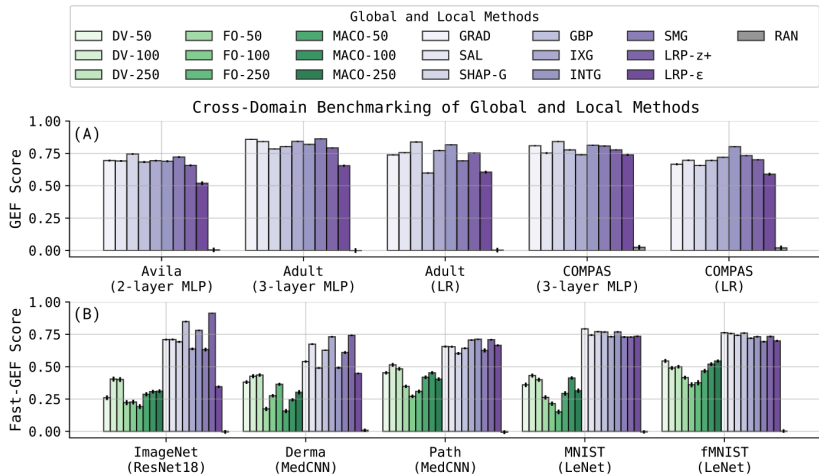 Global and Local Methods
DV-50 FO-50 MACO-50 GRAD GBP SMG RAN
DV-100 FO-100 MACO-100 SAL IXG LRP-z+
DV-250 FO-250 MACO-250 SHAP-G INTG LRP-ε
Cross-Domain Benchmarking of Global and Local Methods
(A)
GEF Score
1.00
0.75
0.50
0.25
0.00
Avila Adult Adult COMPAS COMPAS
(2-layer MLP) (3-layer MLP) (LR) (3-layer MLP) (LR)
(B)
Fast-GEF Score
1.00
0.75
0.50
0.25
0.00
ImageNet Derma Path MNIST fMNIST
(ResNet18) (MedCNN) (MedCNN) (LeNet) (LeNet)